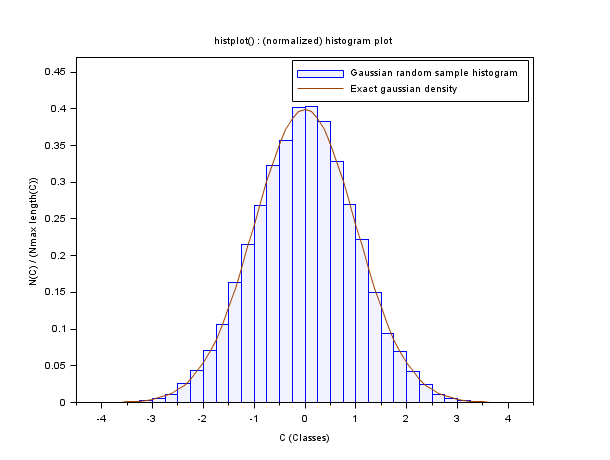 histplot() : (normalized) histogram plot
Gaussian random sample histogram
Exact gaussian density
N(C) / (Nmax length(C))
0.45
0.4
0.35
0.3
0.25
0.2
0.15
0.1
0.05
0
-4 -3 -2 -1 0 1 2 3 4
C (Classes)